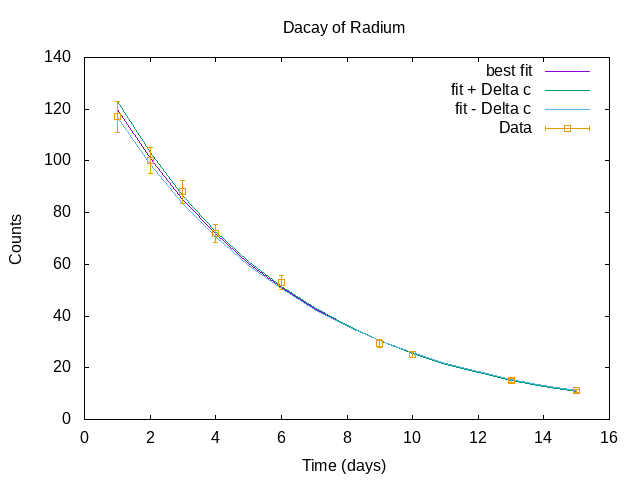 Dacay of Radium
140
120
100
80
60
40
20
0
Counts
best fit
fit + Delta c
fit - Delta c
Data
0 2 4 6 8 10 12 14 16
Time (days)